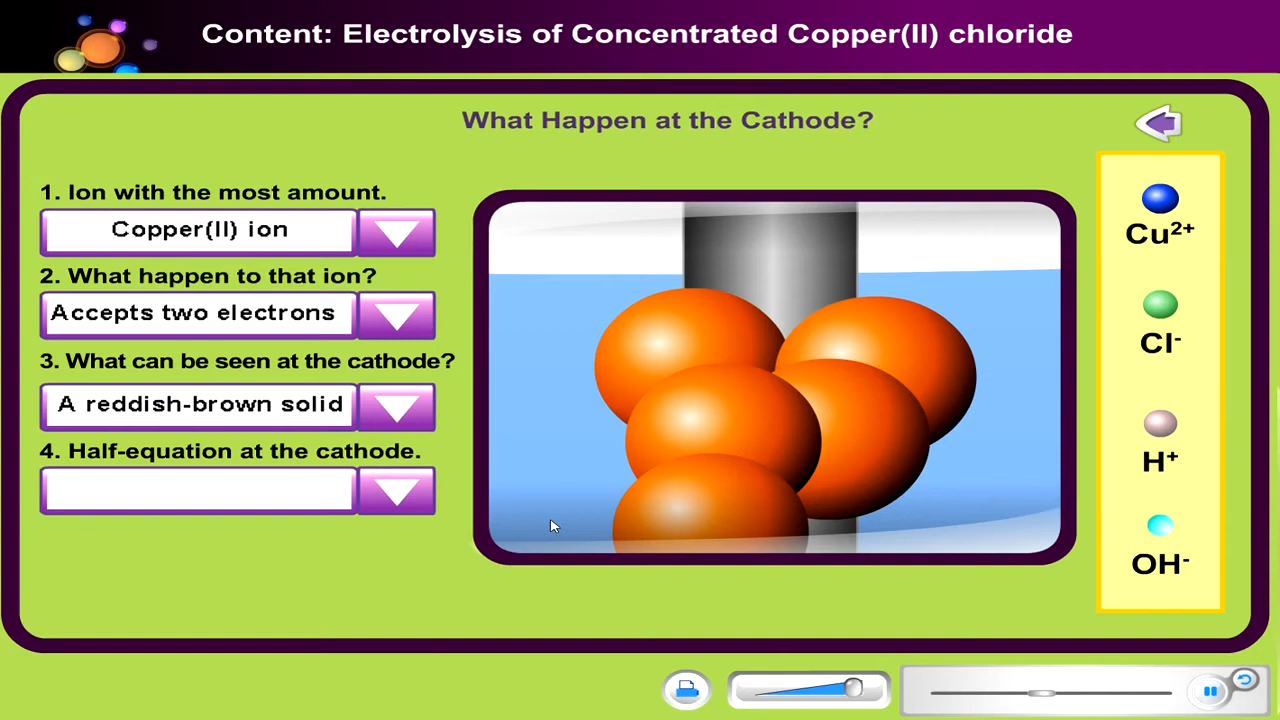 Content: Electrolysis of Concentrated Copper(II) chloride
What Happen at the Cathode?
1. Ion with the most amount.
Copper(II) ion
2. What happen to that ion?
Accepts two electrons
3. What can be seen at the cathode?
A reddish-brown solid
4. Half-equation at the cathode.
Cu²⁺
Cl⁻
H⁺
OH⁻